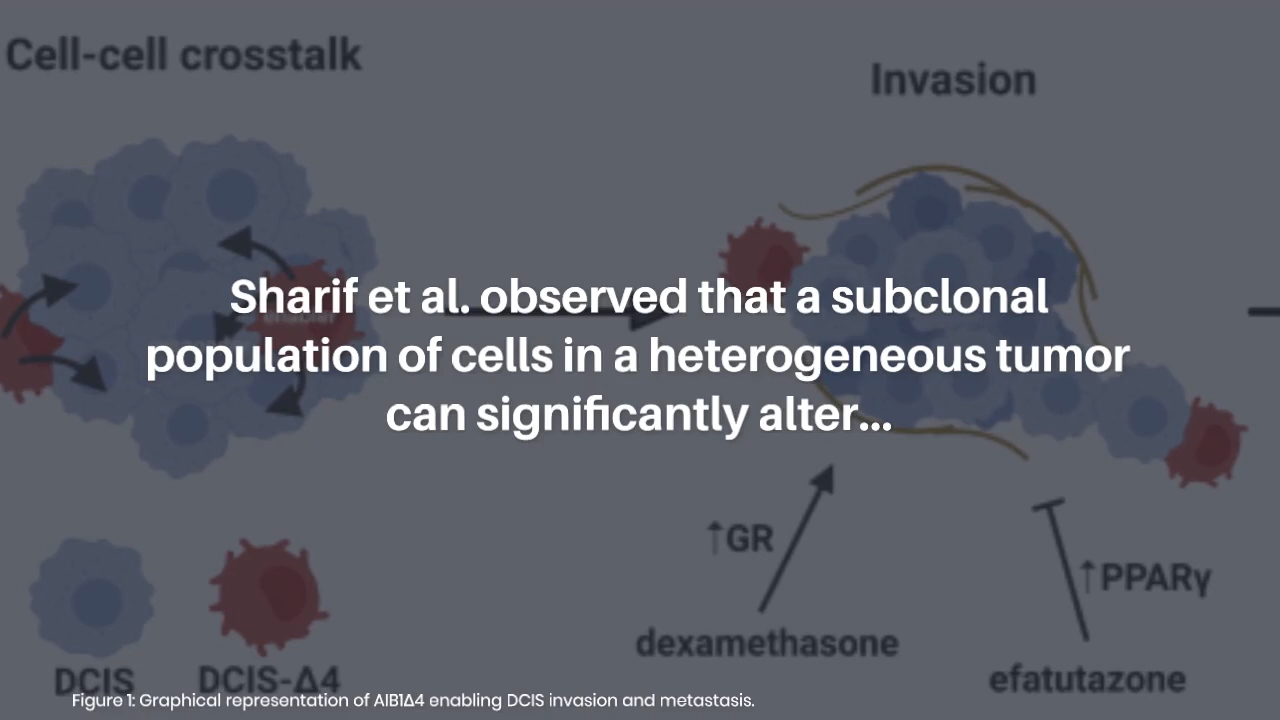 Cell-cell crosstalk
Invasion
Sharif et al. observed that a subclonal
population of cells in a heterogeneous tumor
can significantly alter...
↑GR
↑PPARγ
dexamethasone
efatutazone
DCIS
DCIS-Δ4
Figure 1: Graphical representation of AIB1Δ4 enabling DCIS invasion and metastasis.